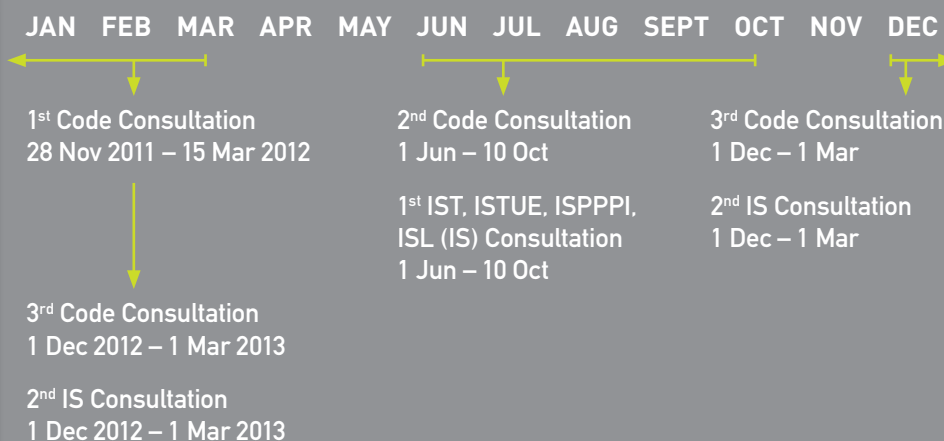 JAN FEB MAR APR MAY JUN JUL AUG SEPT OCT NOV DEC
1st Code Consultation
28 Nov 2011 – 15 Mar 2012
3rd Code Consultation
1 Dec 2012 – 1 Mar 2013
2nd IS Consultation
1 Dec 2012 – 1 Mar 2013
2nd Code Consultation
1 Jun – 10 Oct
1st IST, ISTUE, ISPPPI,
ISL (IS) Consultation
1 Jun – 10 Oct
3rd Code Consultation
1 Dec – 1 Mar
2nd IS Consultation
1 Dec – 1 Mar